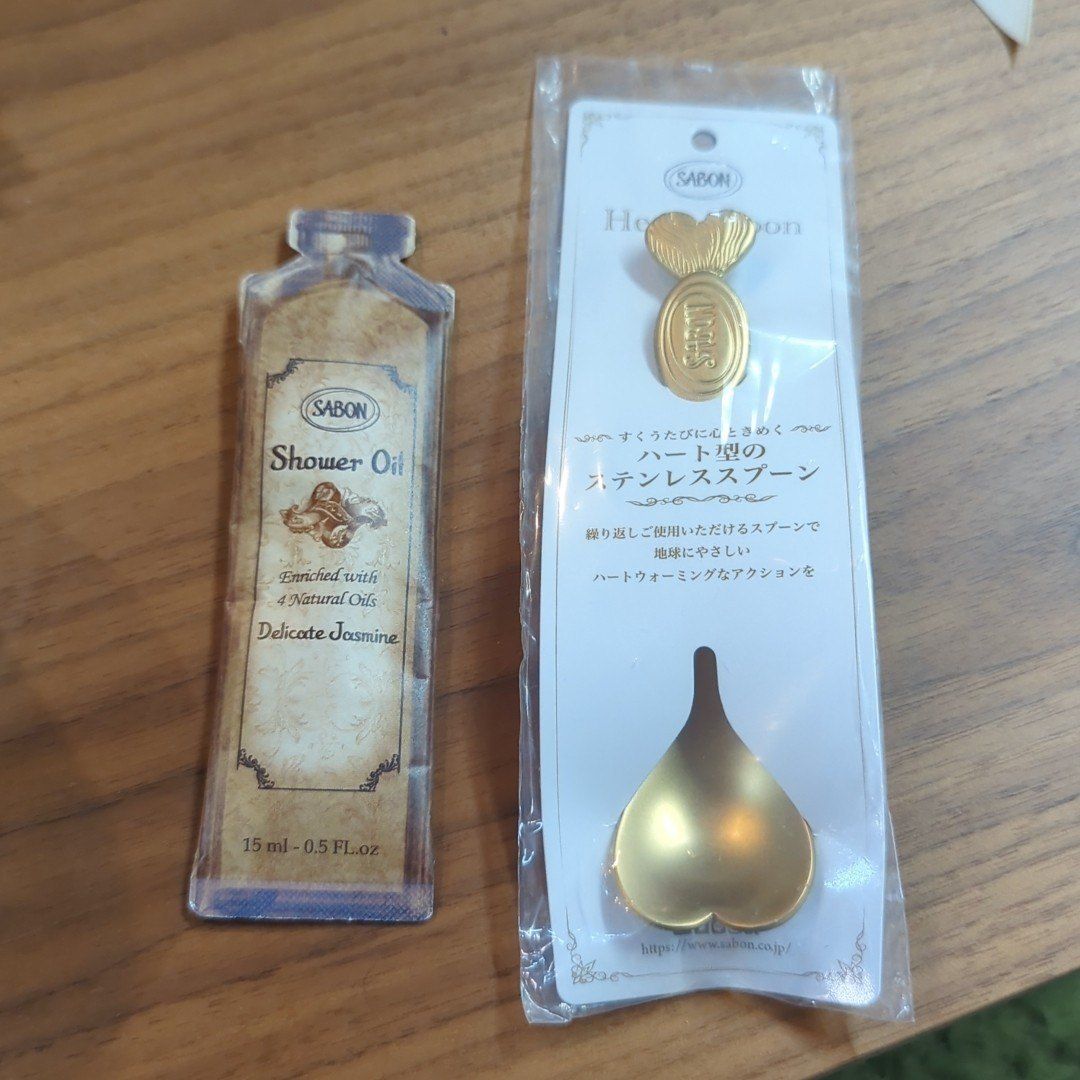 SABON
Shower Oil
Enriched with
4 Natural Oils
Delicate Jasmine
15 ml - 0.5 FL.oz
SABON
SABON
すくうたびに心ときめく
ハート型の
ステンレススプーン
繰り返しご使用いただけるスプーンで
地球にやさしい
ハートウォーミングなアクションを
https://www.sabon.co.jp/